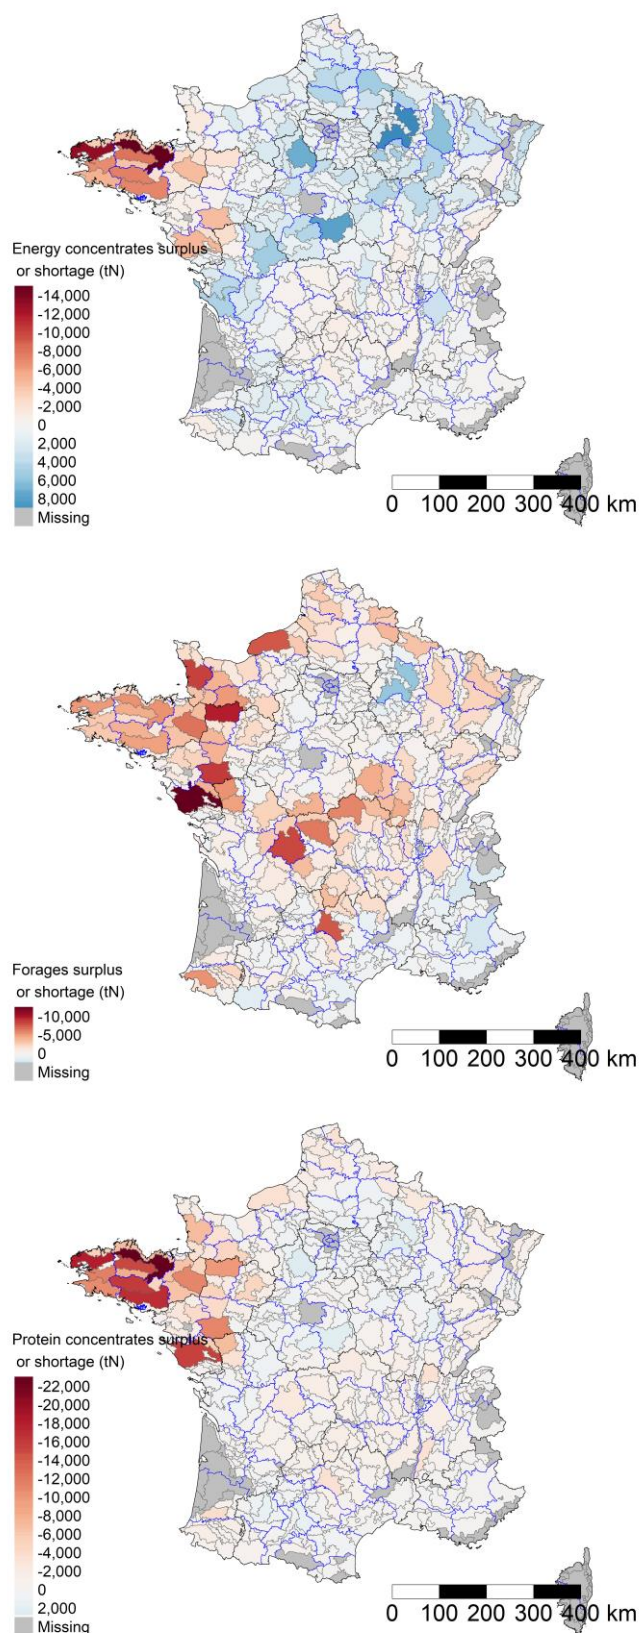 Energy concentrates surplus
or shortage (tN)
-14,000
-12,000
-10,000
-8,000
-6,000
-4,000
-2,000
0
2,000
4,000
6,000
8,000
Missing
0 100 200 300 400 km
Forages surplus
or shortage (tN)
-10,000
-5,000
0
Missing
0 100 200 300 400 km
Protein concentrates surplus
or shortage (tN)
-22,000
-20,000
-18,000
-16,000
-14,000
-12,000
-10,000
-8,000
-6,000
-4,000
-2,000
0
2,000
Missing
0 100 200 300 400 km